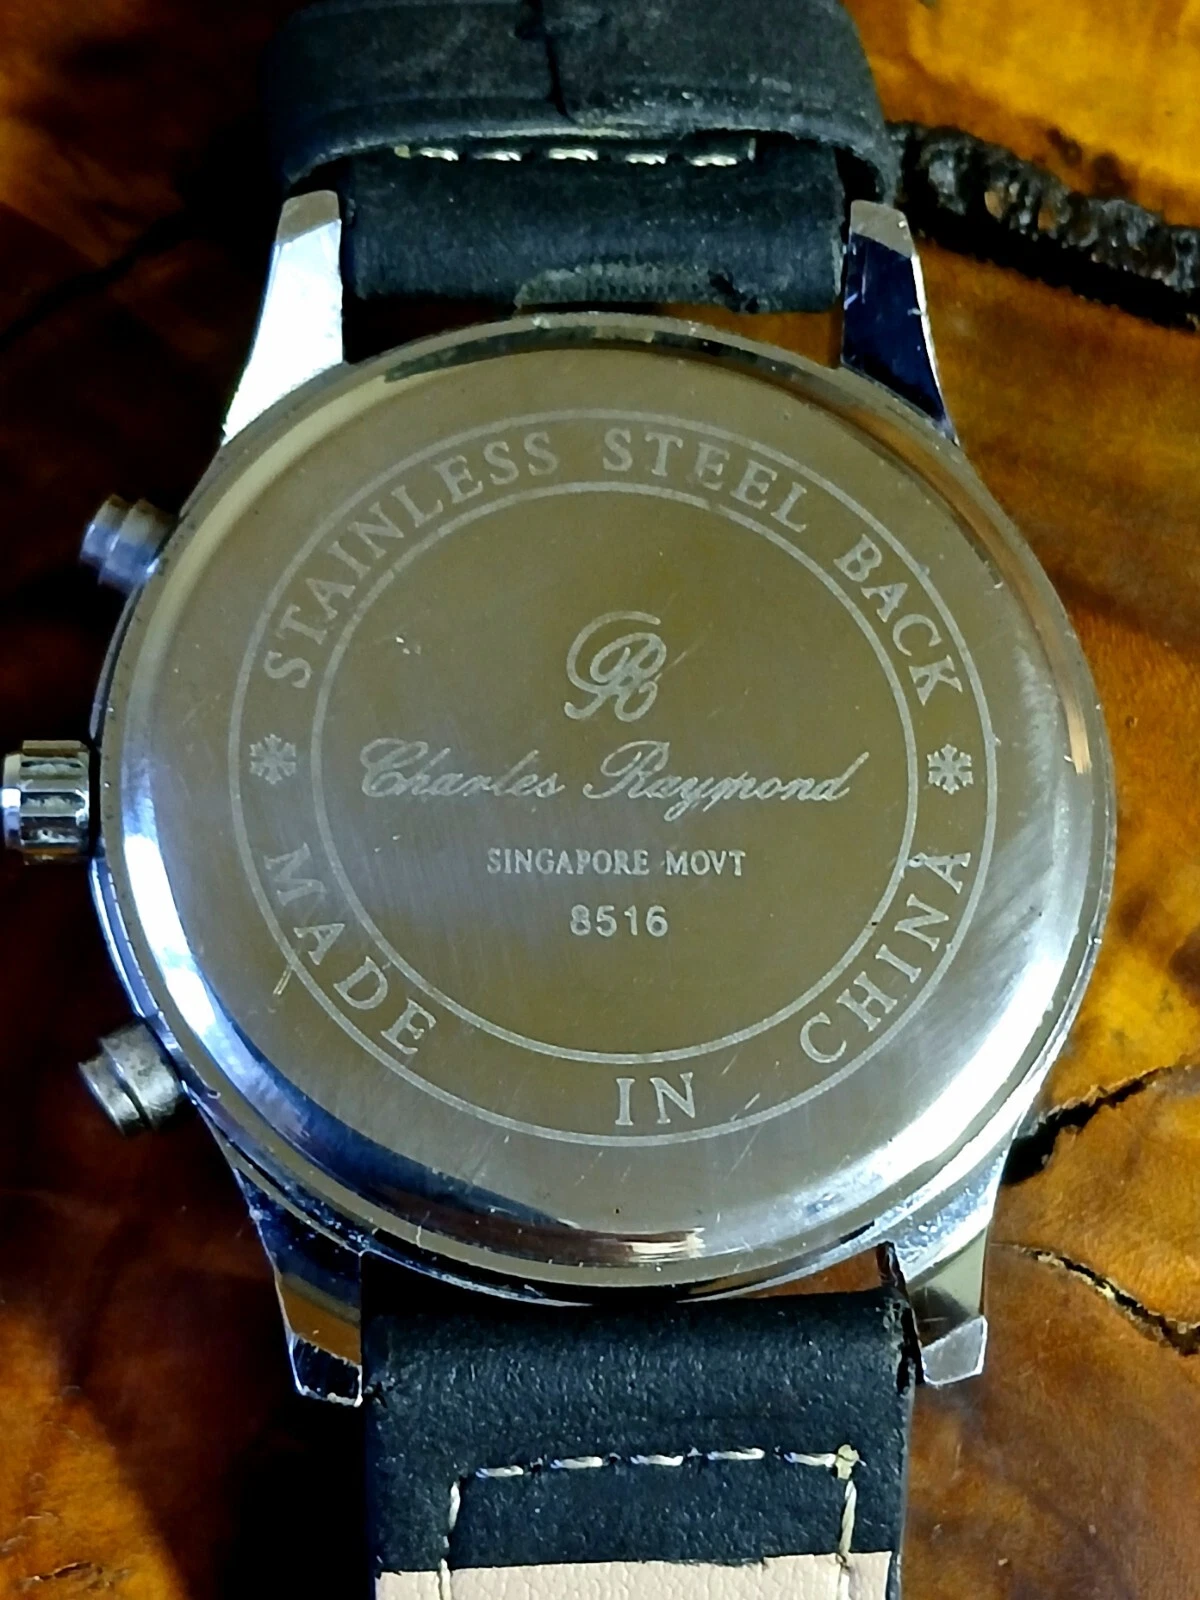 STAINLESS STEEL BACK
CR
Charles Raymond
SINGAPORE MOVT
8516
MADE IN CHINA